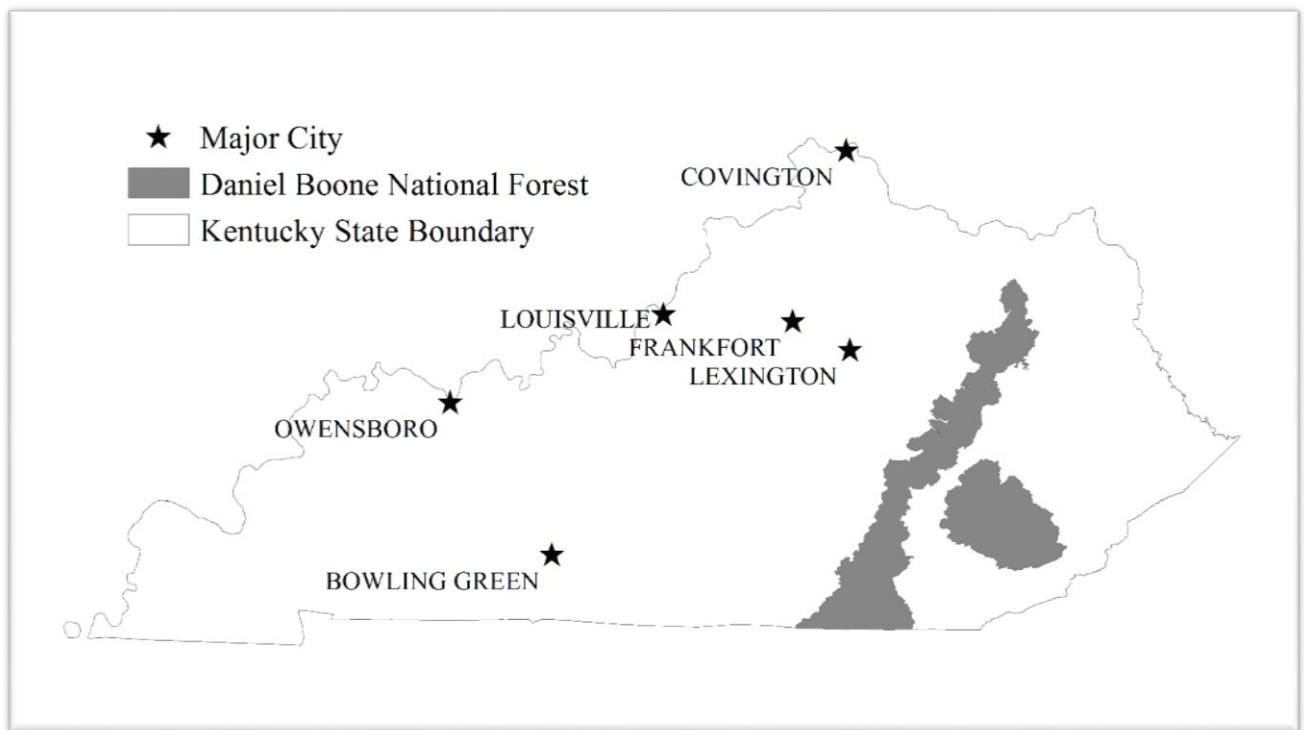 Major City
Daniel Boone National Forest
Kentucky State Boundary
COVINGTON
LOUISVILLE
FRANKFORT
LEXINGTON
OWENSBORO
BOWLING GREEN